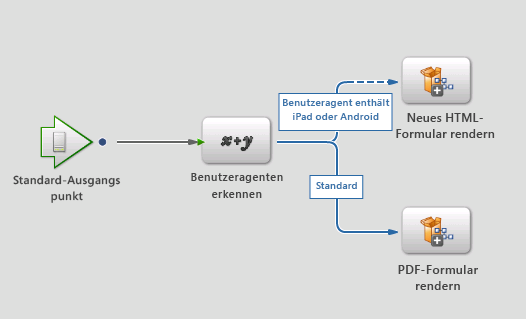 Benutzeragent enthält
iPad oder Android
Neues HTML-
Formular rendern
x+y
Standard-Ausgangs
punkt
Benutzeragenten
erkennen
Standard
PDF-Formular
rendern